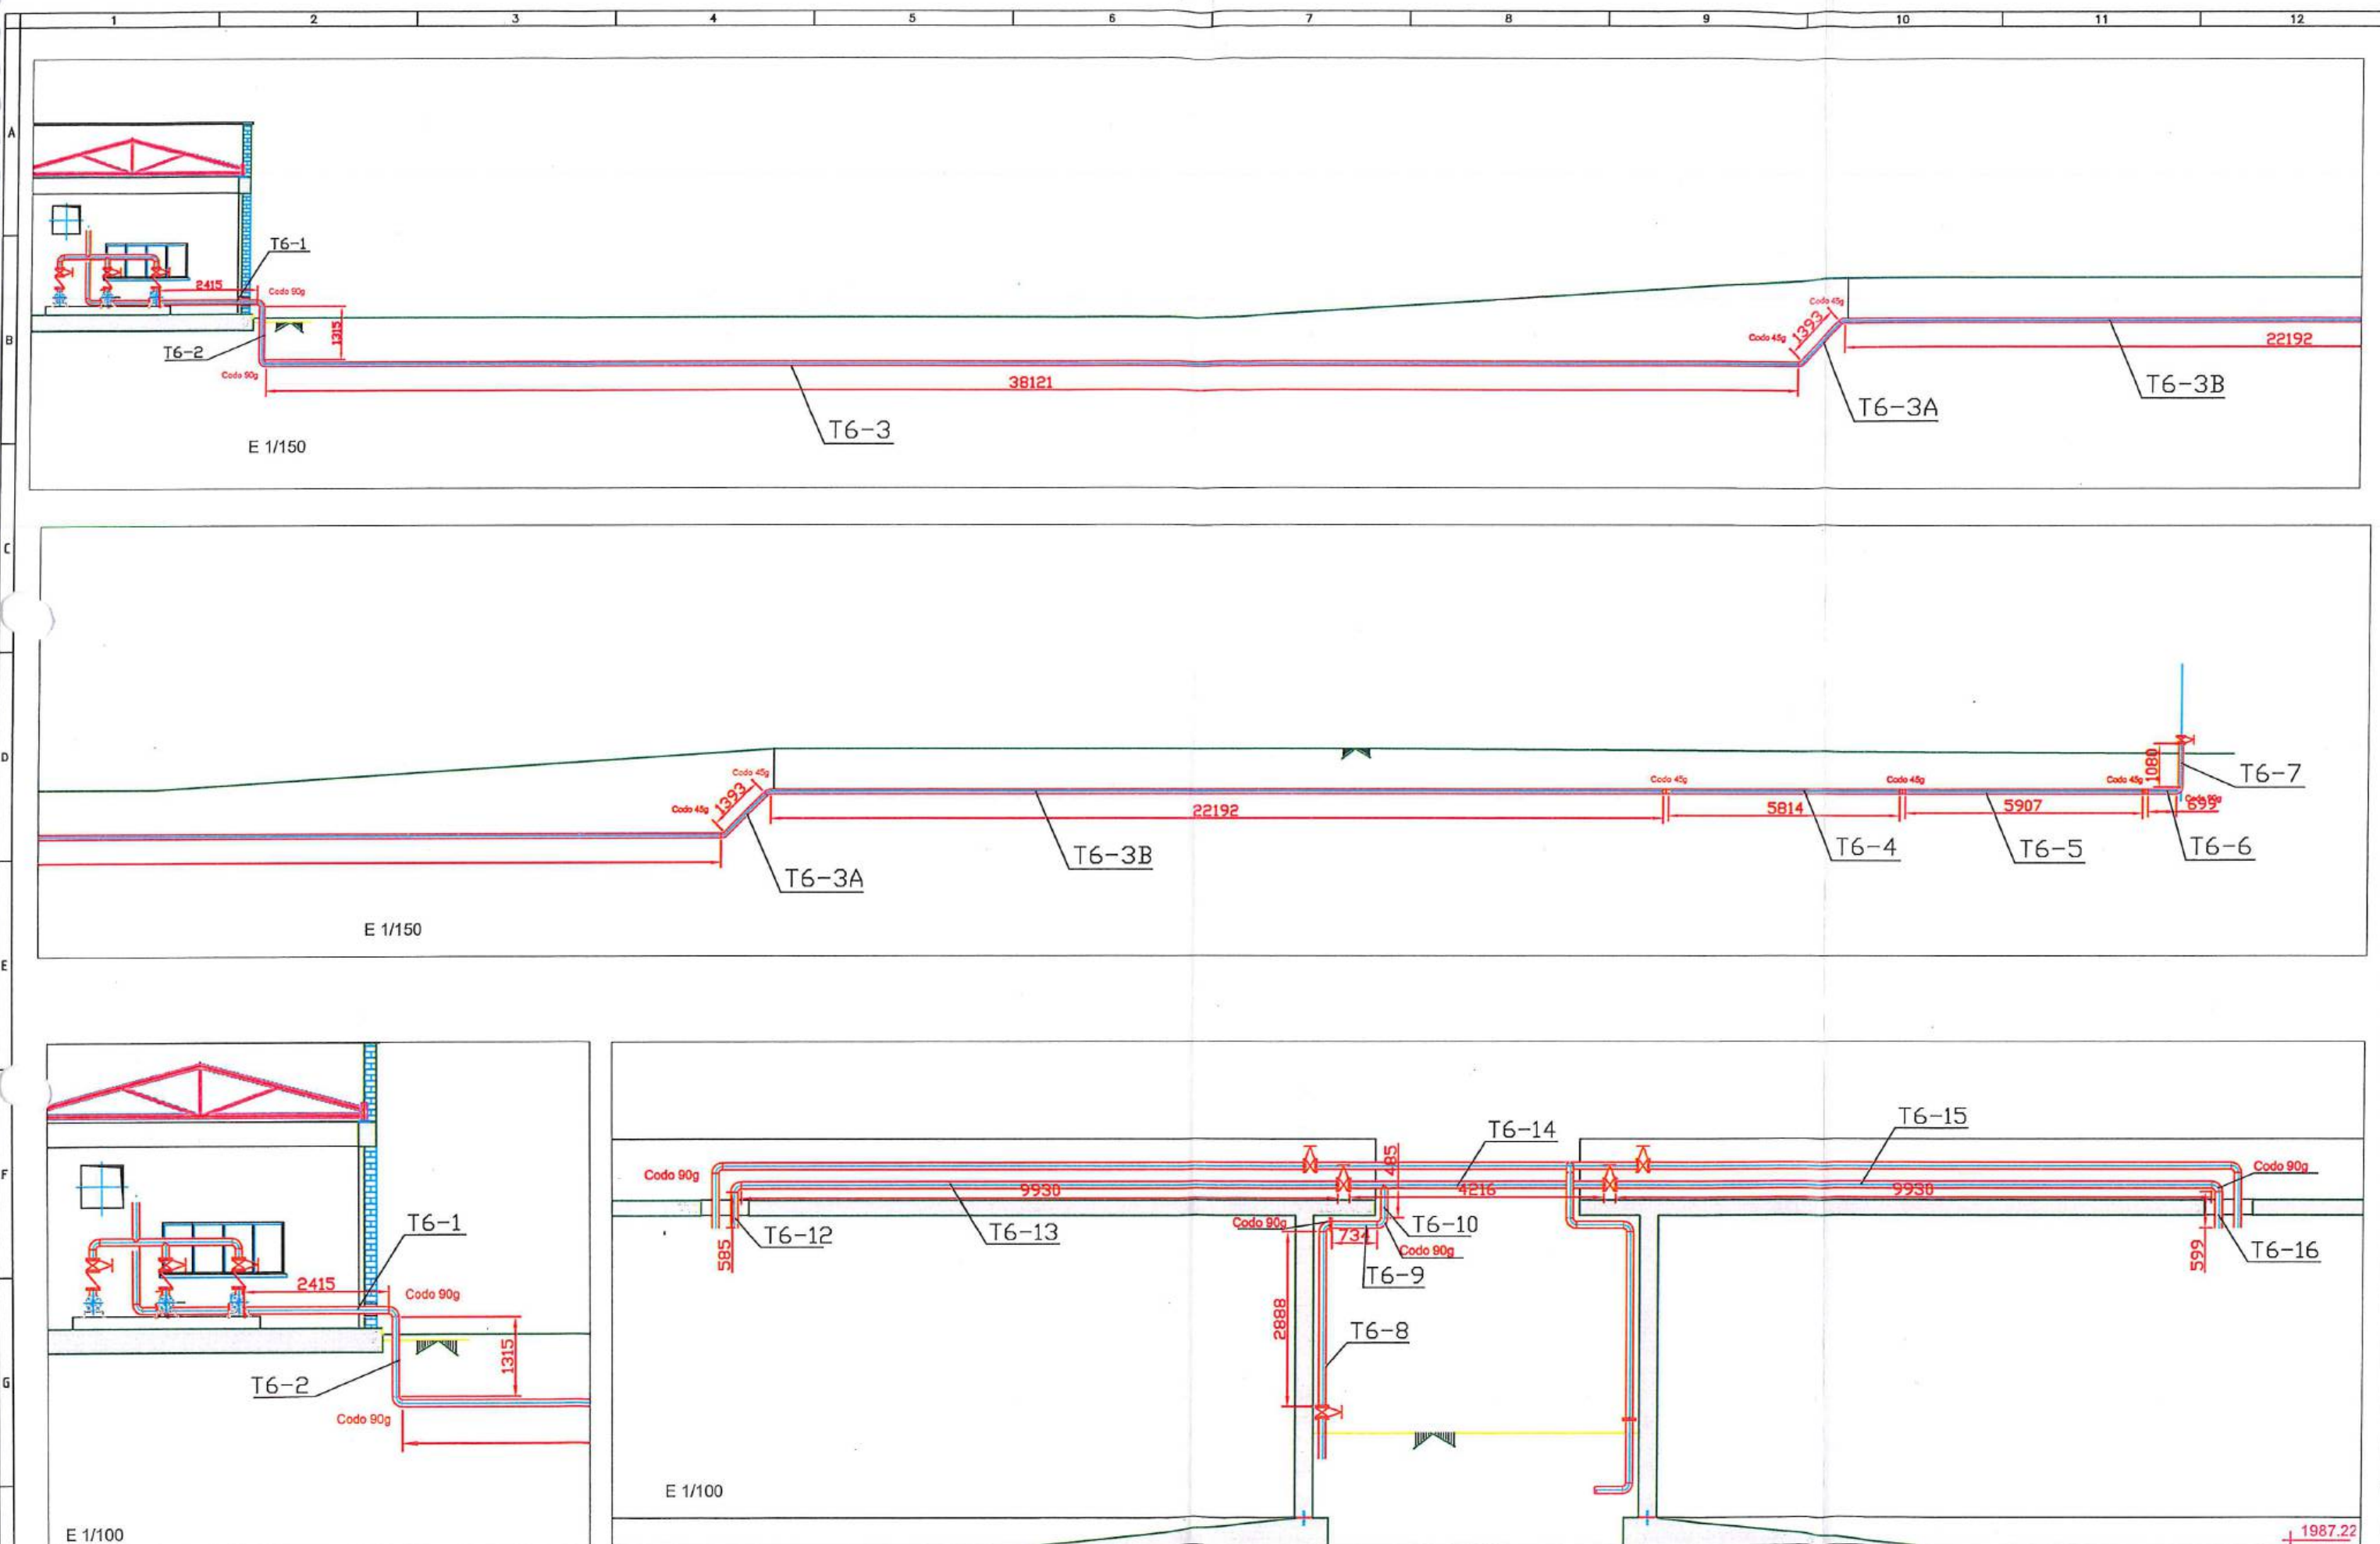 1 2 3 4 5 6 7 8 9 10 11 12
A
T6-1
2415
Codo 90g
1315
T6-2
Codo 90g
B
Codo 45g
1393
Codo 45g
22192
38121
T6-3B
T6-3A
T6-3
E 1/150
C
D
Codo 45g
1393
Codo 45g
22192
Codo 45g
5814
Codo 45g
5907
Codo 45g
1080
T6-7
699
T6-3A
T6-3B
T6-4
T6-5
T6-6
E 1/150
E
F
T6-1
2415
Codo 90g
1315
T6-2
Codo 90g
G
E 1/100
T6-14
T6-15
Codo 90g
485
Codo 90g
9930
4216
9930
T6-12
T6-13
Codo 90g
T6-10
734
Codo 90g
T6-9
585
599
T6-16
2888
T6-8
E 1/100
1987.22